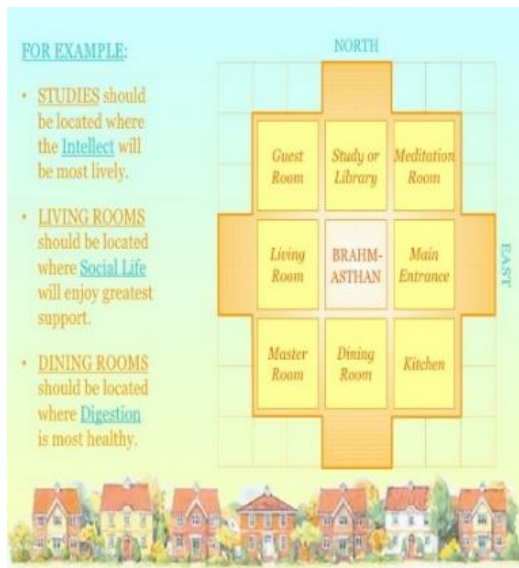 NORTH
FOR EXAMPLE:
• STUDIES should
be located where
the Intellect will
be most lively.
• LIVING ROOMS
should be located
where Social Life
will enjoy greatest
support.
• DINING ROOMS
should be located
where Digestion
is most healthy.
Guest
Room
Study or
Library
Meditation
Room
Living
Room
BRAHM-
ASTHAN
Main
Entrance
EAST
Master
Room
Dining
Room
Kitchen